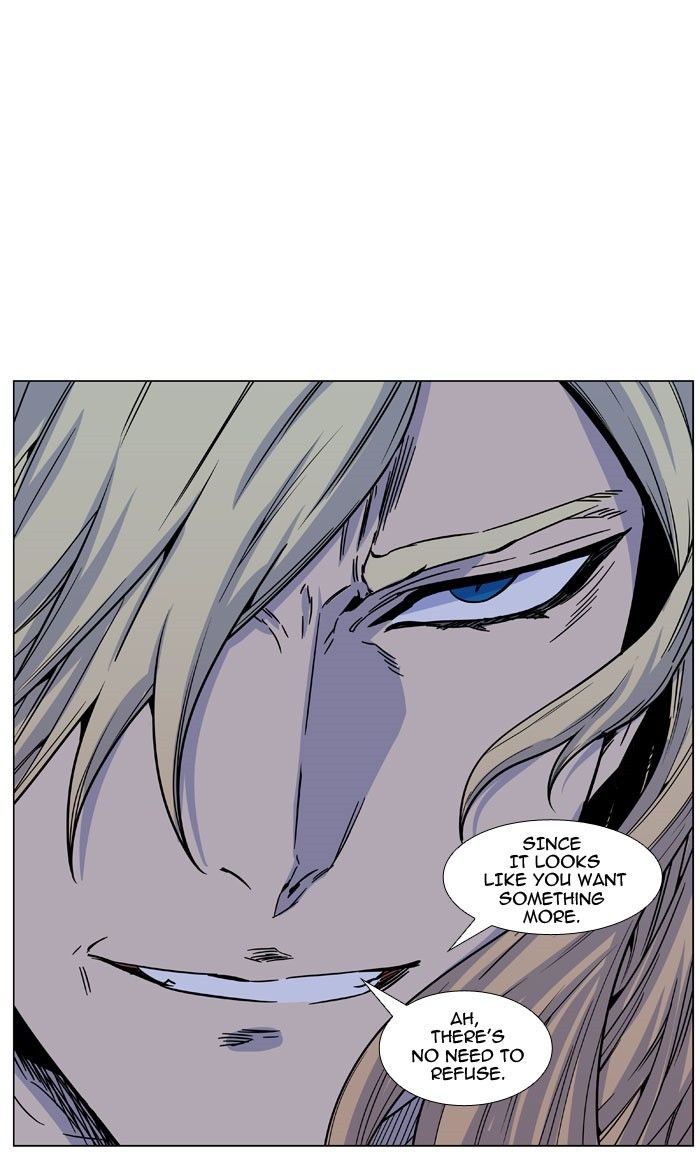 SINCE
IT LOOKS
LIKE YOU WANT
SOMETHING
MORE.
AH,
THERE'S
NO NEED TO
REFUSE.